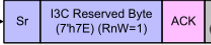 Sr
I3C Reserved Byte
(7'h7E) (RnW=1)
ACK